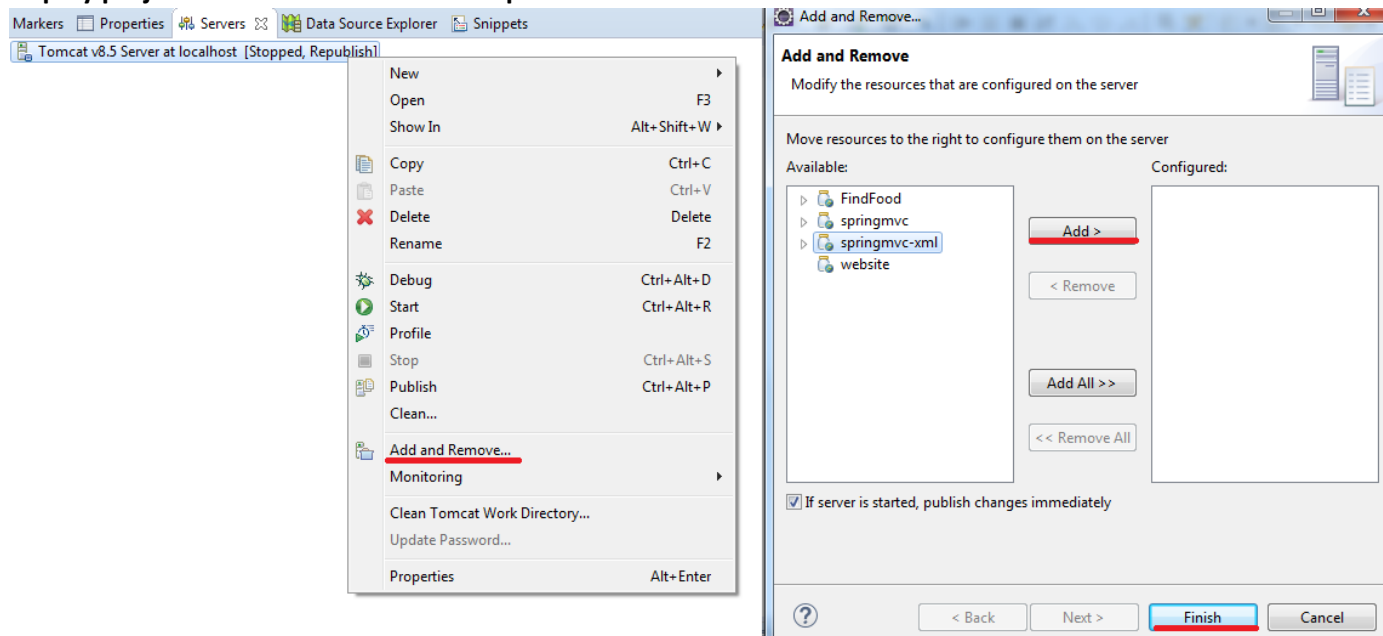 Markers Properties Servers Data Source Explorer Snippets
Tomcat v8.5 Server at localhost [Stopped, Republish]
New
Open F3
Show In Alt+Shift+W
Copy Ctrl+C
Paste Ctrl+V
Delete Delete
Rename F2
Debug Ctrl+Alt+D
Start Ctrl+Alt+R
Profile
Stop Ctrl+Alt+S
Publish Ctrl+Alt+P
Clean...
Add and Remove...
Monitoring
Clean Tomcat Work Directory...
Update Password...
Properties Alt+Enter
Add and Remove...
Add and Remove
Modify the resources that are configured on the server
Move resources to the right to configure them on the server
Available: Configured:
FindFood
springmvc
springmvc-xml
website
Add >
< Remove
Add All >>
<< Remove All
If server is started, publish changes immediately
? < Back Next > Finish Cancel